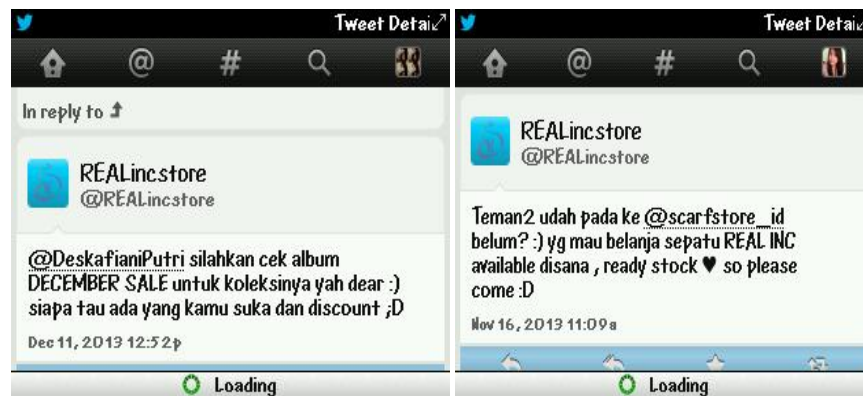 Tweet Detai
@ #
In reply to
REALincstore
@REALincstore
@DeskafianiPutri silahkan cek album
DECEMBER SALE untuk koleksinya yah dear :)
siapa tau ada yang kamu suka dan discount ;D
Dec 11, 2013 12:52p
Loading
Tweet Detai
@ #
REALincstore
@REALincstore
Teman2 udah pada ke @scarfstore_id
belum? :) yg mau belanja sepatu REAL INC
available disana , ready stock ♥ so please
come :D
Nov 16, 2013 11:09a
Loading